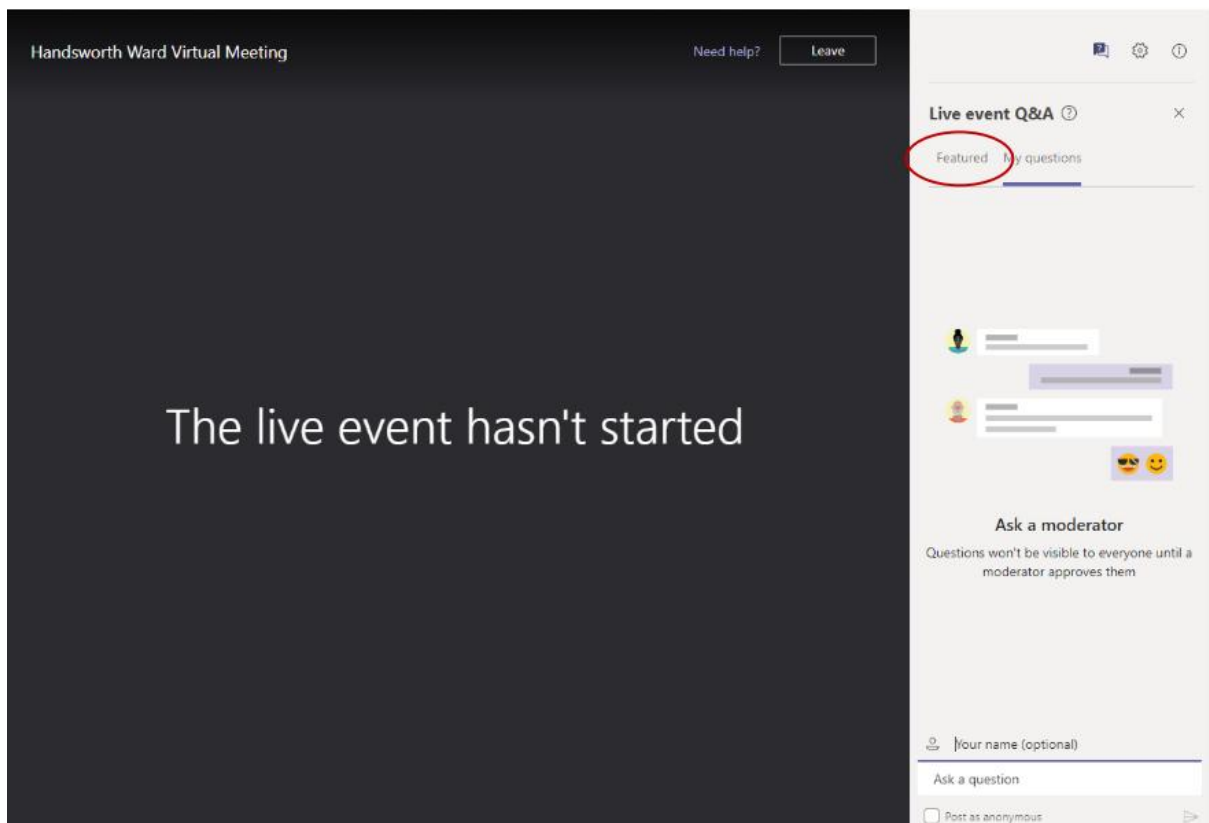 Handsworth Ward Virtual Meeting
Need help?
Leave
Live event Q&A
Featured My questions
The live event hasn't started
Ask a moderator
Questions won't be visible to everyone until a
moderator approves them
Your name (optional)
Ask a question
Post as anonymous